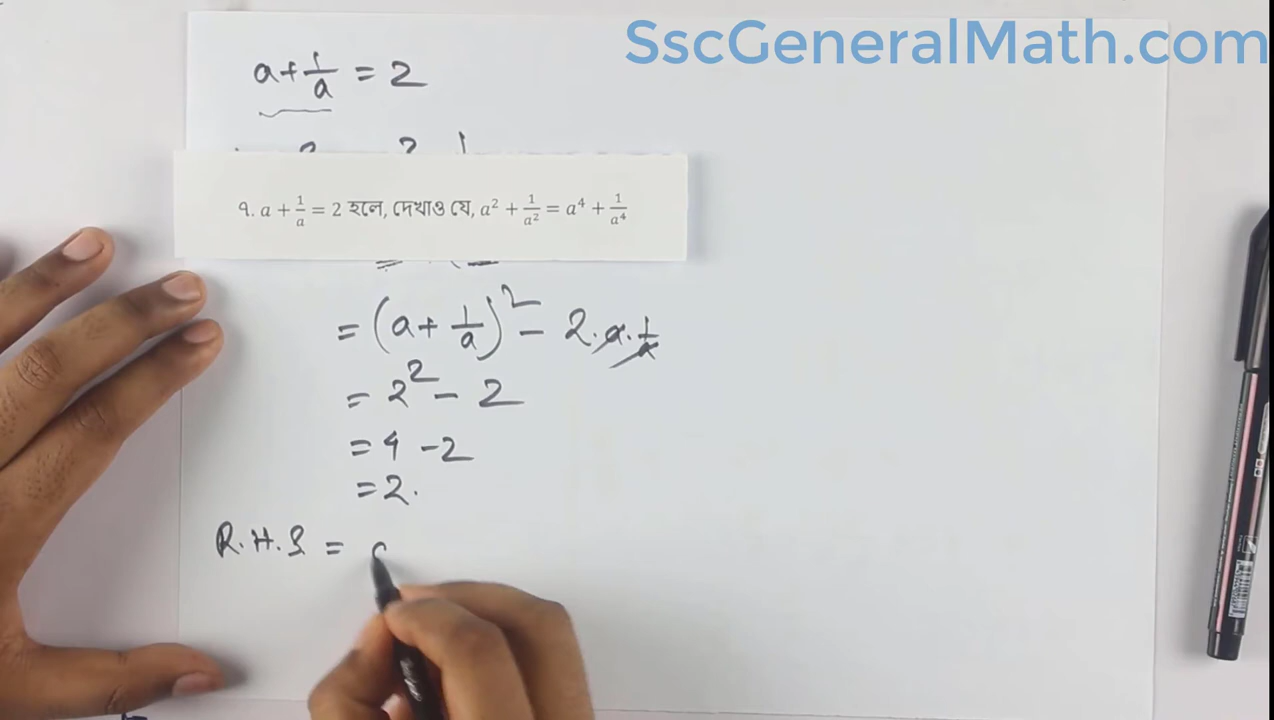 SscGeneralMath.com
a + 1/a = 2
৭. a + 1/a = 2 হলে, দেখাও যে, a² + 1/a² = a⁴ + 1/a⁴
= (a + 1/a)² - 2.a.1/a
= 2² - 2
= 4 - 2
= 2.
R.H.S =